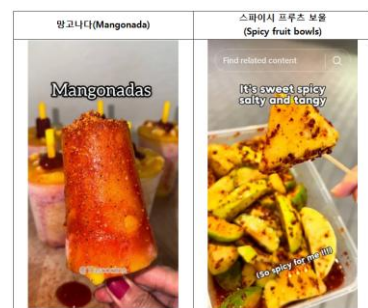 망고나다(Mangonada)
스파이시 프루츠 보울
(Spicy fruit bowls)
Mangonadas
Find related content
It's sweet spicy
salty and tangy
(So spicy for me !!!!)